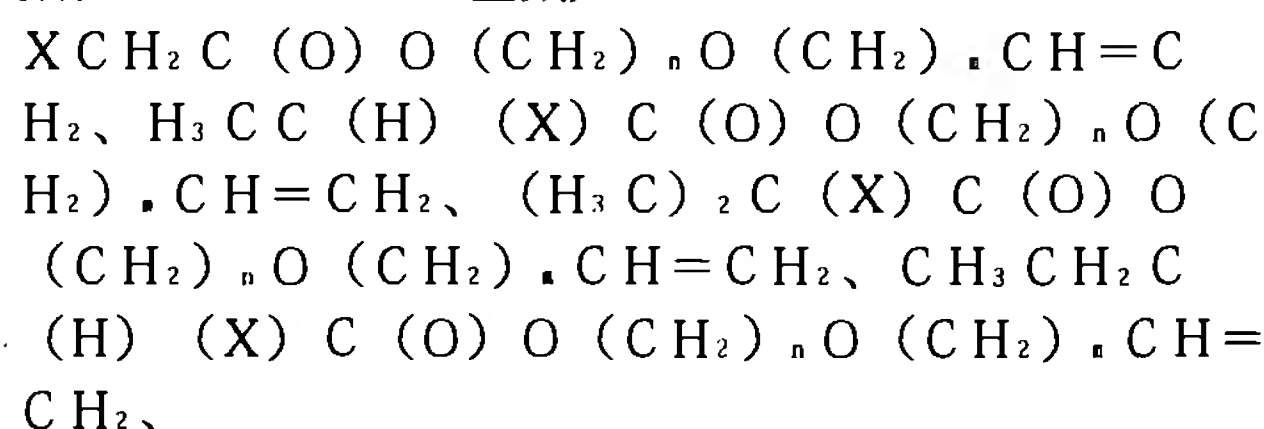 XCH₂C(O)O(CH₂)ₙO(CH₂)ₘCH=C
H₂、H₃CC(H)(X)C(O)O(CH₂)ₙO(C
H₂)ₘCH=CH₂、(H₃C)₂C(X)C(O)O
(CH₂)ₙO(CH₂)ₘCH=CH₂、CH₃CH₂C
(H)(X)C(O)O(CH₂)ₙO(CH₂)ₘCH=
CH₂、